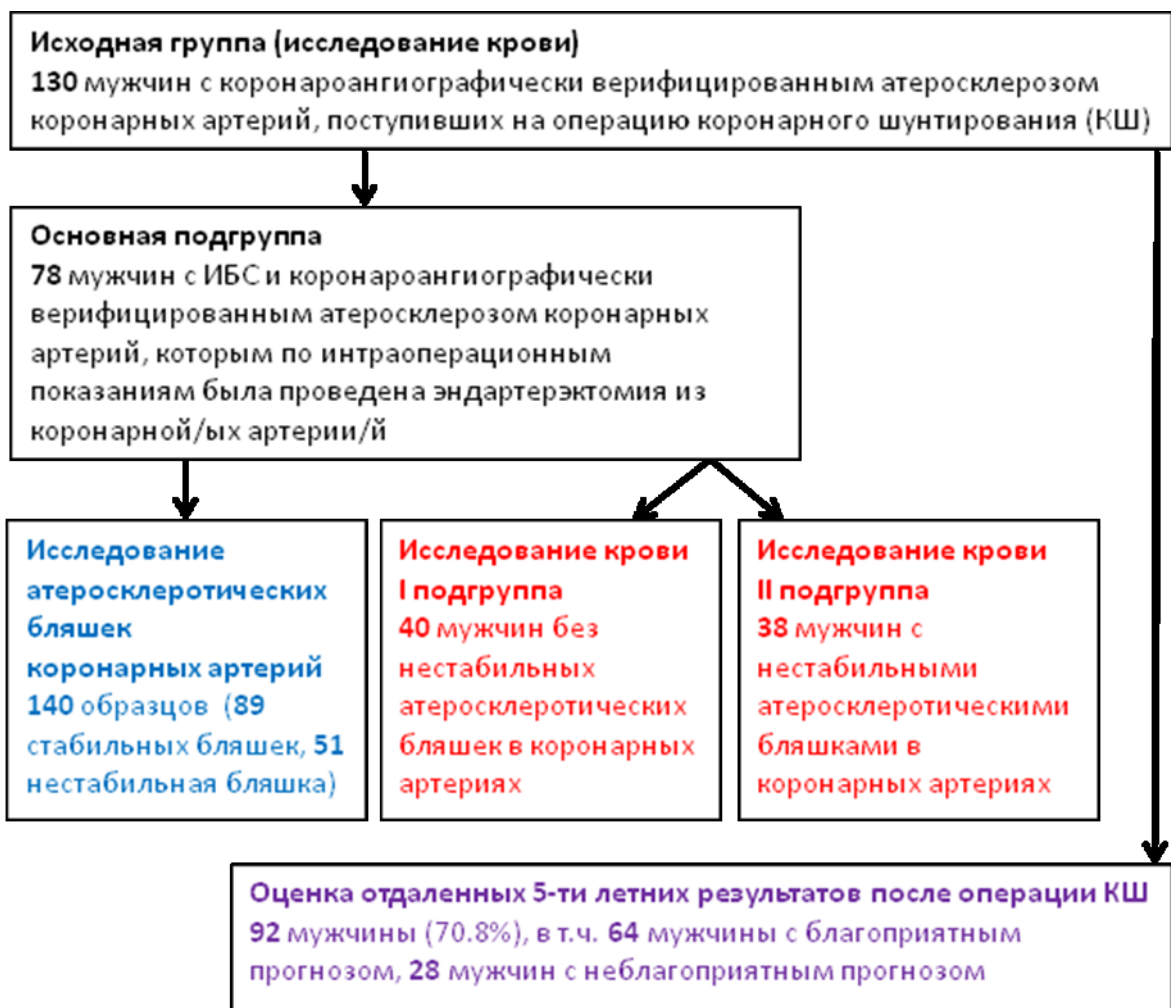 Исходная группа (исследование крови)
130 мужчин с коронароангиографически верифицированным атеросклерозом
коронарных артерий, поступивших на операцию коронарного шунтирования (КШ)
Основная подгруппа
78 мужчин с ИБС и коронароангиографически
верифицированным атеросклерозом коронарных
артерий, которым по интраоперационным
показаниям была проведена эндартерэктомия из
коронарной/ых артерии/й
Исследование
атеросклеротических
бляшек
коронарных артерий
140 образцов (89
стабильных бляшек, 51
нестабильная бляшка)
Исследование крови
I подгруппа
40 мужчин без
нестабильных
атеросклеротических
бляшек в коронарных
артериях
Исследование крови
II подгруппа
38 мужчин с
нестабильными
атеросклеротическими
бляшками в
коронарных артериях
Оценка отдаленных 5-ти летних результатов после операции КШ
92 мужчины (70.8%), в т.ч. 64 мужчины с благоприятным
прогнозом, 28 мужчин с неблагоприятным прогнозом